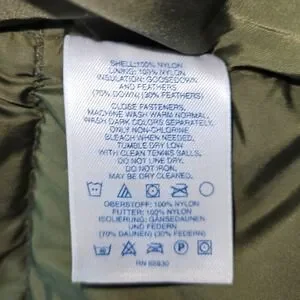 SHELL:100% NYLON
LINING: 100% NYLON
INSULATION: GOOSEDOWN
AND FEATHERS
(70% DOWN) (30% FEATHERS)
CLOSE FASTENERS.
MACHINE WASH WARM NORMAL.
WASH DARK COLORS SEPARATELY.
ONLY NON-CHLORINE
BLEACH WHEN NEEDED.
TUMBLE DRY LOW
WITH CLEAN TENNIS BALLS.
DO NOT LINE DRY.
DO NOT IRON.
MAY BE DRY CLEANED.
OBERSTOFF: 100% NYLON
FUTTER: 100% NYLON
ISOLIERUNG: GÄNSEDAUNEN
UND FEDERN
(70% DAUNEN) (30% FEDERN)
RN